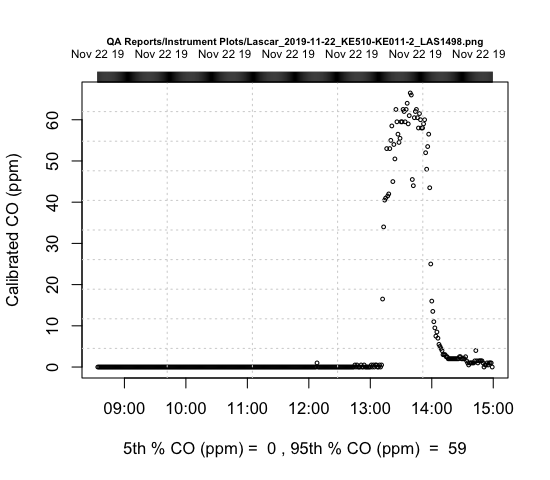 QA Reports/Instrument Plots/Lascar_2019-11-22_KE510-KE011-2_LAS1498.png
Nov 22 19 Nov 22 19 Nov 22 19 Nov 22 19 Nov 22 19 Nov 22 19 Nov 22 19
Calibrated CO (ppm)
60
50
40
30
20
10
0
09:00 10:00 11:00 12:00 13:00 14:00 15:00
5th % CO (ppm) = 0 , 95th % CO (ppm) = 59